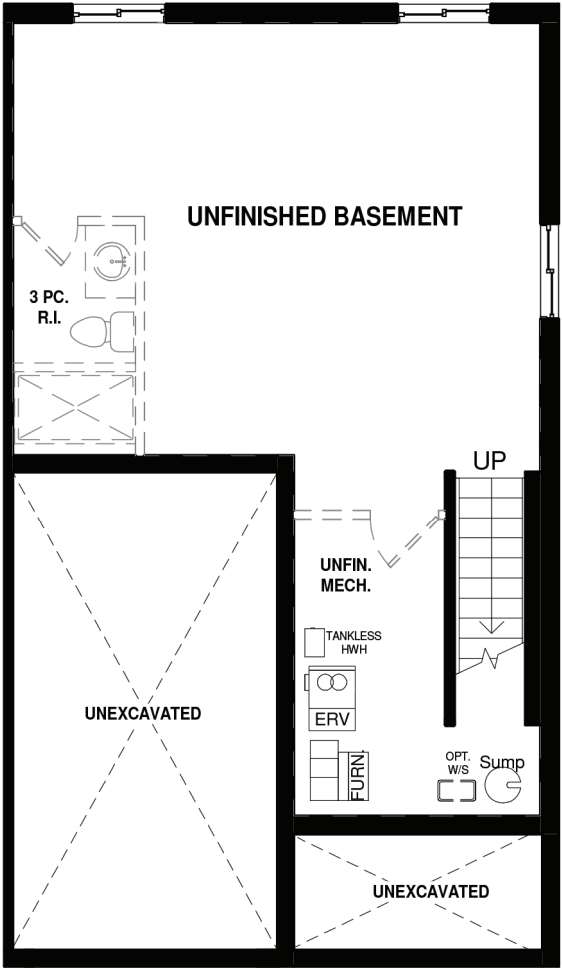 UNFINISHED BASEMENT
3 PC.
R.I.
UP
UNFIN.
MECH.
TANKLESS
HWH
UNEXCAVATED
ERV
FURN.
OPT.
W/S
Sump
UNEXCAVATED